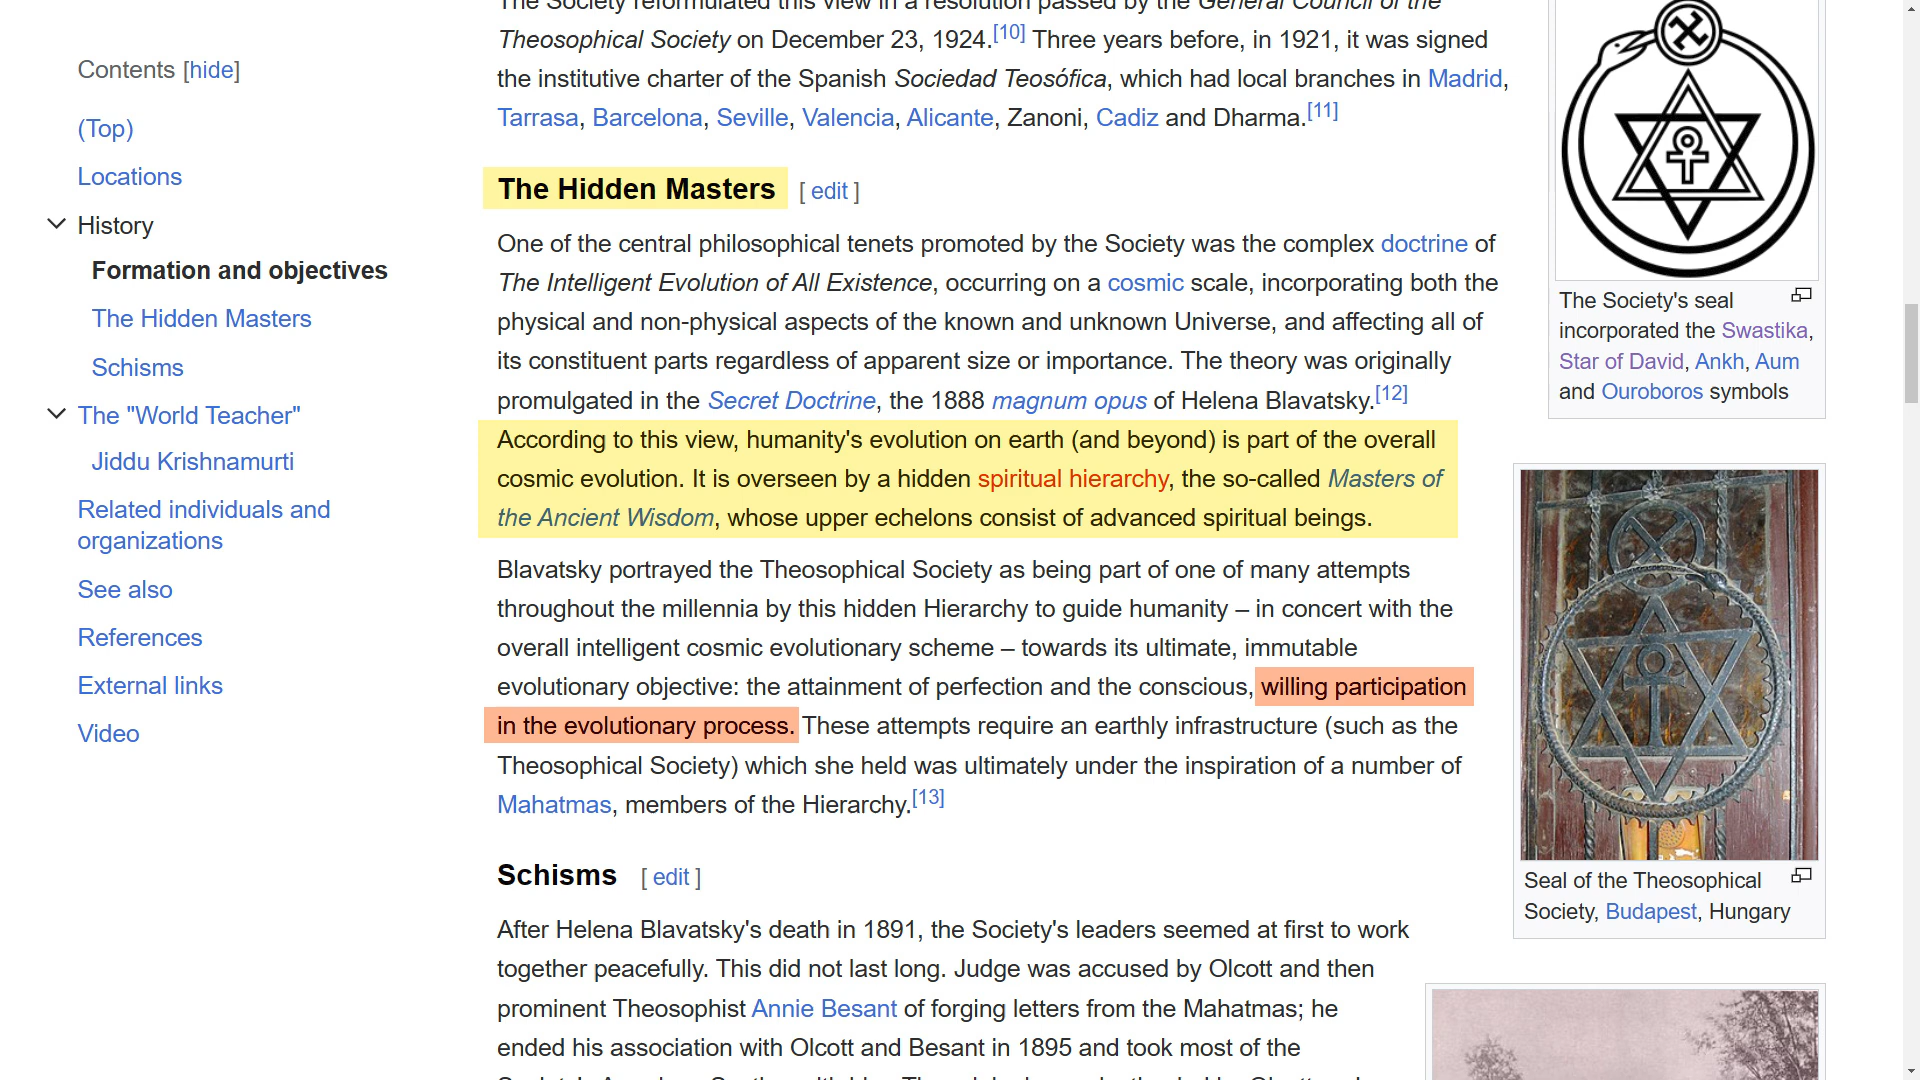 Contents [hide]
(Top)
Locations
History
Formation and objectives
The Hidden Masters
Schisms
The "World Teacher"
Jiddu Krishnamurti
Related individuals and
organizations
See also
References
External links
Video
The Society reformulated this view in a resolution passed by the General Council of the
Theosophical Society on December 23, 1924.[10] Three years before, in 1921, it was signed
the institutive charter of the Spanish Sociedad Teosófica, which had local branches in Madrid,
Tarrasa, Barcelona, Seville, Valencia, Alicante, Zanoni, Cadiz and Dharma.[11]
The Hidden Masters [ edit ]
One of the central philosophical tenets promoted by the Society was the complex doctrine of
The Intelligent Evolution of All Existence, occurring on a cosmic scale, incorporating both the
physical and non-physical aspects of the known and unknown Universe, and affecting all of
its constituent parts regardless of apparent size or importance. The theory was originally
promulgated in the Secret Doctrine, the 1888 magnum opus of Helena Blavatsky.[12]
According to this view, humanity's evolution on earth (and beyond) is part of the overall
cosmic evolution. It is overseen by a hidden spiritual hierarchy, the so-called Masters of
the Ancient Wisdom, whose upper echelons consist of advanced spiritual beings.
Blavatsky portrayed the Theosophical Society as being part of one of many attempts
throughout the millennia by this hidden Hierarchy to guide humanity – in concert with the
overall intelligent cosmic evolutionary scheme – towards its ultimate, immutable
evolutionary objective: the attainment of perfection and the conscious, willing participation
in the evolutionary process. These attempts require an earthly infrastructure (such as the
Theosophical Society) which she held was ultimately under the inspiration of a number of
Mahatmas, members of the Hierarchy.[13]
Schisms [ edit ]
After Helena Blavatsky's death in 1891, the Society's leaders seemed at first to work
together peacefully. This did not last long. Judge was accused by Olcott and then
prominent Theosophist Annie Besant of forging letters from the Mahatmas; he
ended his association with Olcott and Besant in 1895 and took most of the
The Society's seal
incorporated the Swastika,
Star of David, Ankh, Aum
and Ouroboros symbols
Seal of the Theosophical
Society, Budapest, Hungary